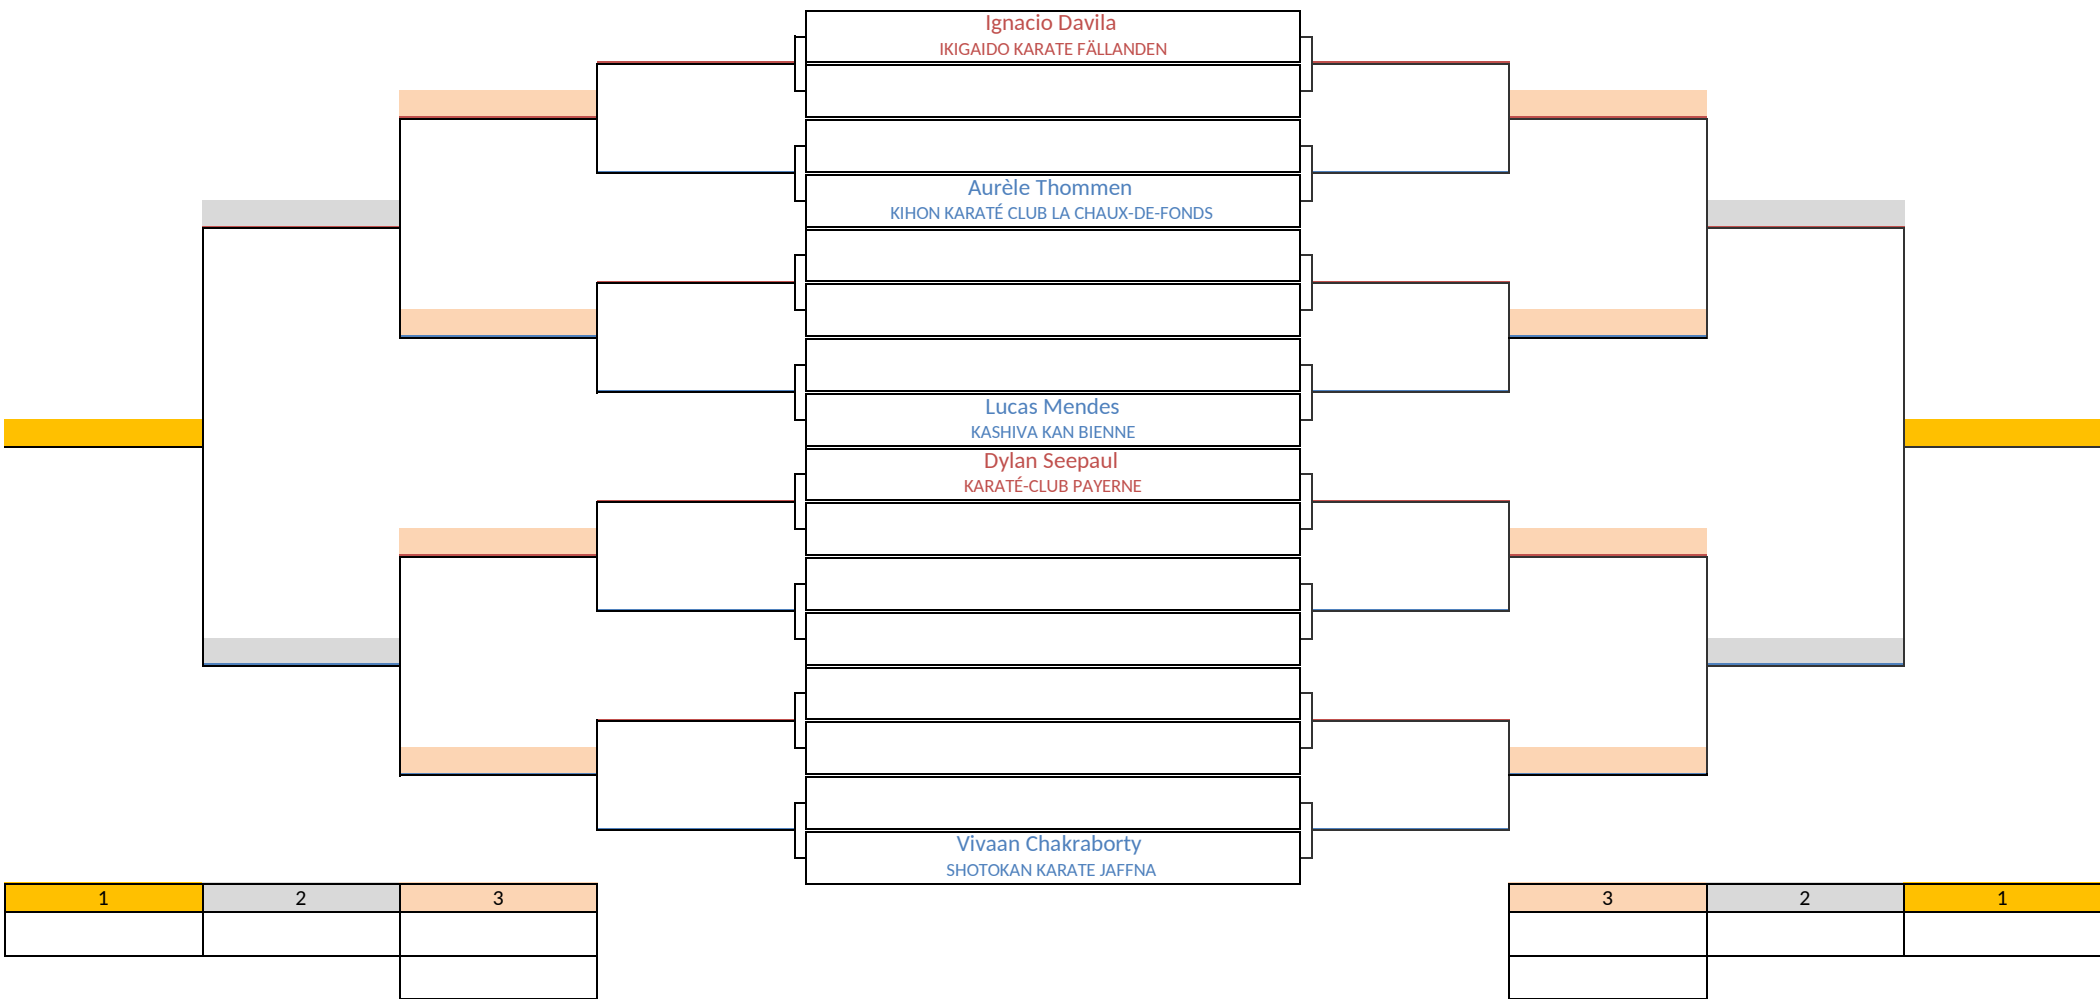 Ignacio Davila
IKIGAIDO KARATE FÄLLANDEN
Aurèle Thommen
KIHON KARATÉ CLUB LA CHAUX-DE-FONDS
Lucas Mendes
KASHIVA KAN BIENNE
Dylan Seepaul
KARATÉ-CLUB PAYERNE
Vivaan Chakraborty
SHOTOKAN KARATE JAFFNA
1 2 3 3 2 1